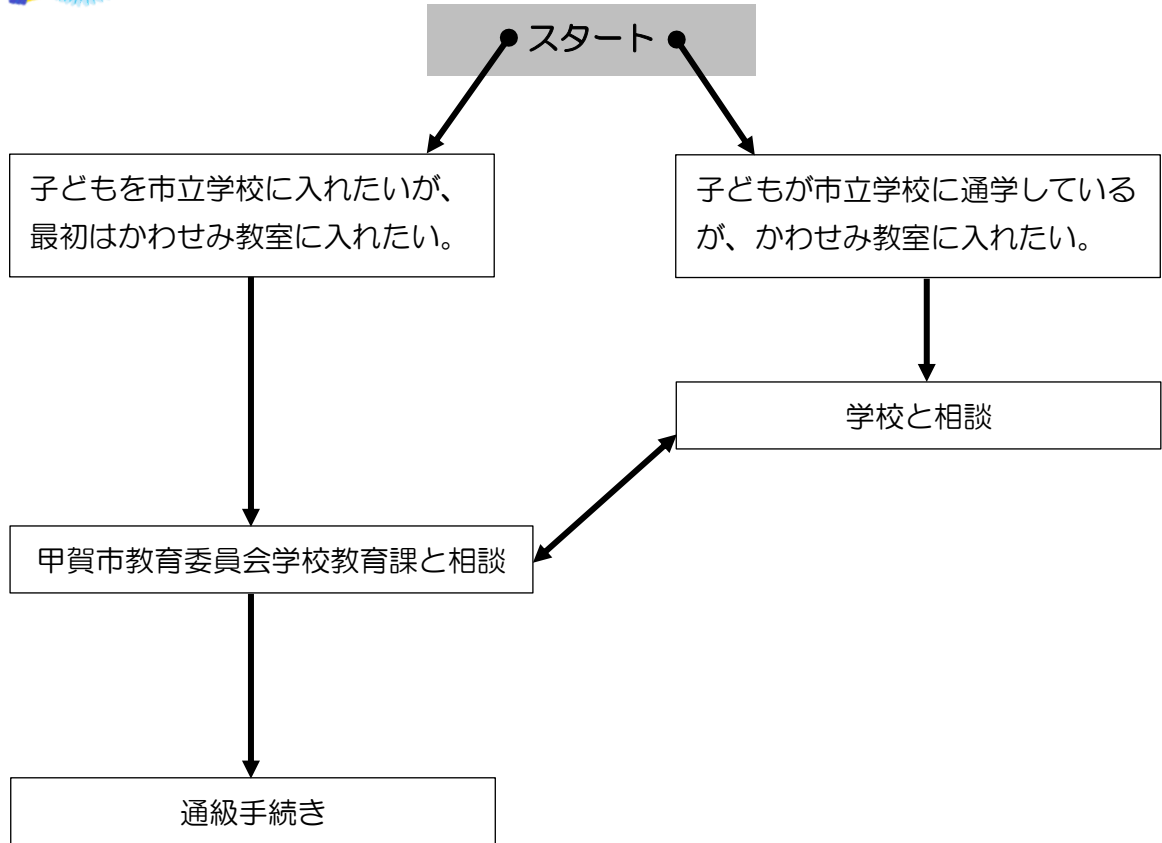 スタート
子どもを市立学校に入れたいが、
最初はかわせみ教室に入れたい。
子どもが市立学校に通学している
が、かわせみ教室に入れたい。
学校と相談
甲賀市教育委員会学校教育課と相談
通級手続き